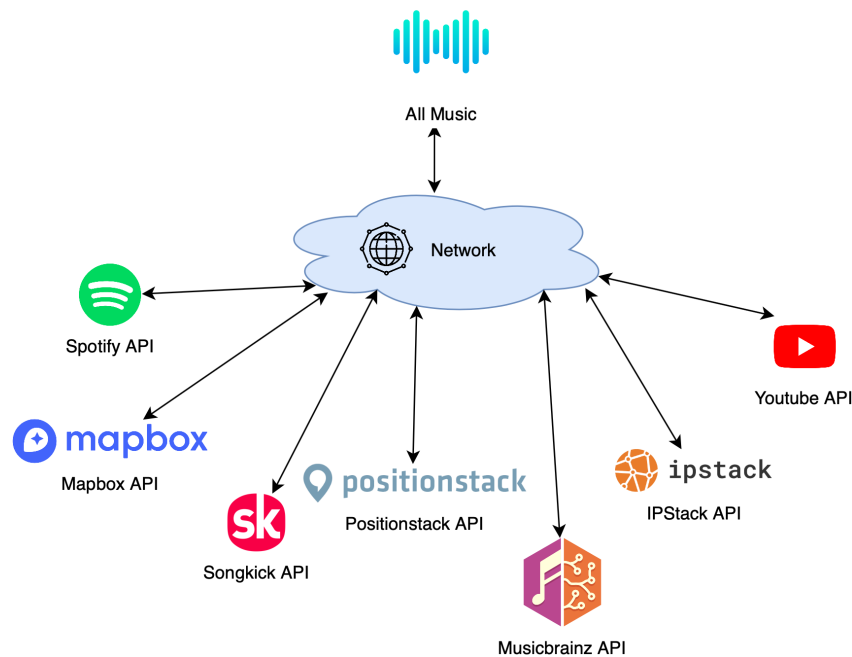 All Music
Network
Spotify API
Youtube API
mapbox
Mapbox API
positionstack
Positionstack API
ipstack
IPStack API
sk
Songkick API
Musicbrainz API